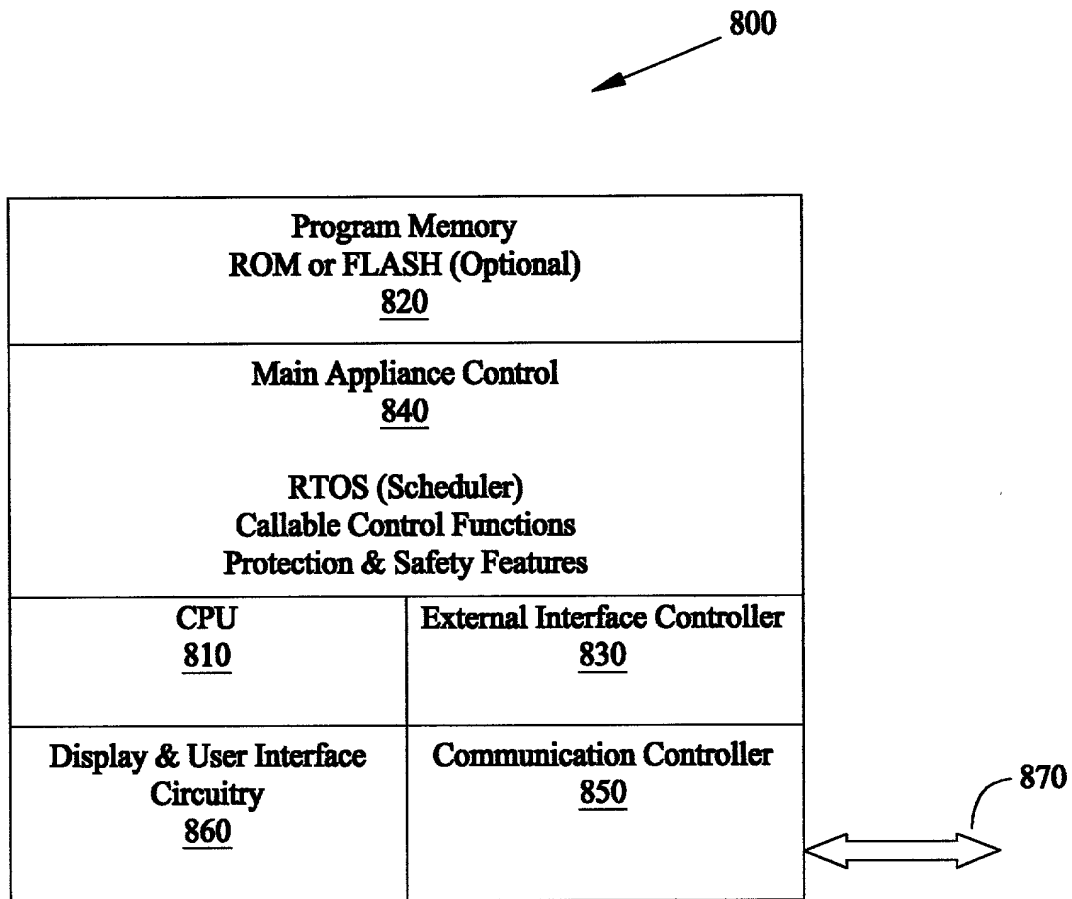 800
Program Memory
ROM or FLASH (Optional)
820
Main Appliance Control
840
RTOS (Scheduler)
Callable Control Functions
Protection & Safety Features
CPU
810
External Interface Controller
830
Display & User Interface
Circuitry
860
Communication Controller
850
870